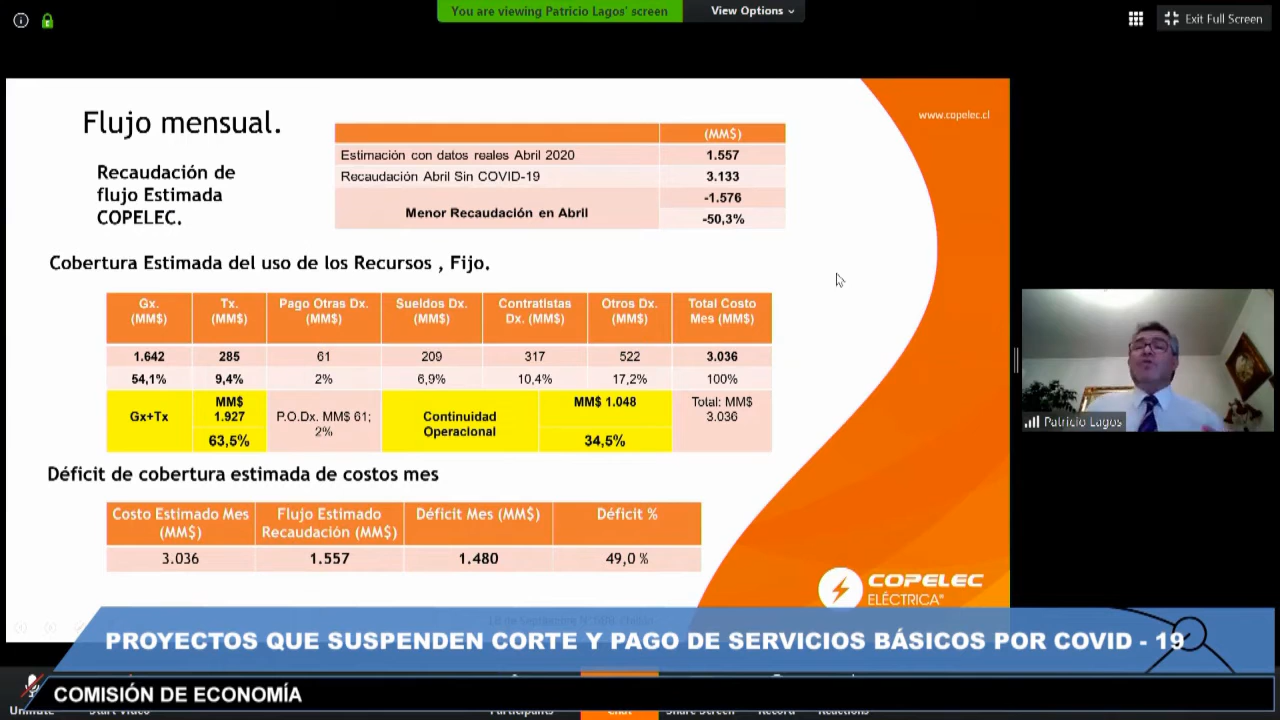 You are viewing Patricio Lagos' screen
View Options
Exit Full Screen
Flujo mensual.
www.copelec.cl
Recaudación de
flujo Estimada
COPELEC.
(MM$)
Estimación con datos reales Abril 2020 1.557
Recaudación Abril Sin COVID-19 3.133
Menor Recaudación en Abril -1.576
-50,3%
Cobertura Estimada del uso de los Recursos , Fijo.
Gx. (MM$) Tx. (MM$) Pago Otras Dx. (MM$) Sueldos Dx. (MM$) Contratistas Dx. (MM$) Otros Dx. (MM$) Total Costo Mes (MM$)
1.642 285 61 209 317 522 3.036
54,1% 9,4% 2% 6,9% 10,4% 17,2% 100%
Gx+Tx MM$ 1.927 P.O.Dx. MM$ 61; 2% Continuidad Operacional MM$ 1.048 Total: MM$ 3.036
63,5% 34,5%
Déficit de cobertura estimada de costos mes
Costo Estimado Mes (MM$) Flujo Estimado Recaudación (MM$) Déficit Mes (MM$) Déficit %
3.036 1.557 1.480 49,0 %
COPELEC
ELÉCTRICA
Patricio Lagos
PROYECTOS QUE SUSPENDEN CORTE Y PAGO DE SERVICIOS BÁSICOS POR COVID - 19
COMISIÓN DE ECONOMÍA